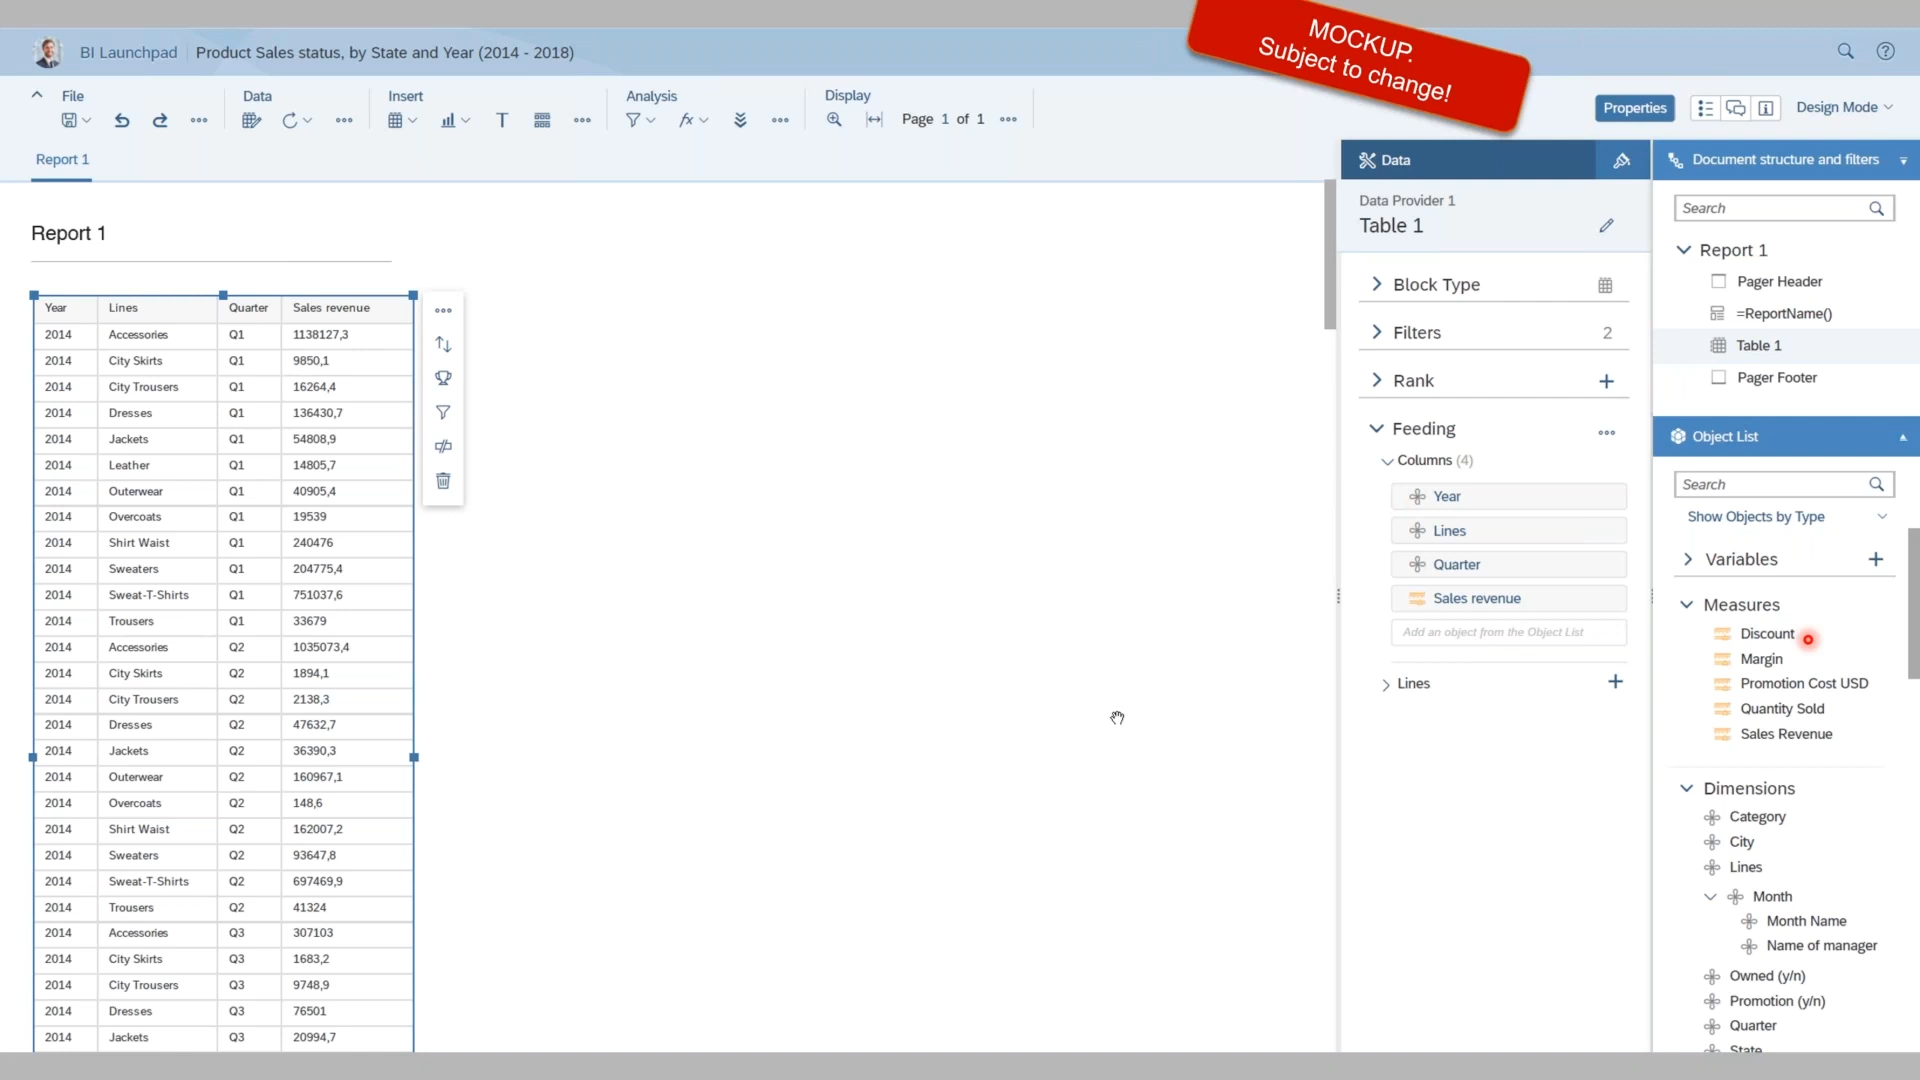 MOCKUP.
Subject to change!
BI Launchpad Product Sales status, by State and Year (2014 - 2018)
File Data Insert Analysis Display
Page 1 of 1
Properties Design Mode
Report 1
Report 1
Year Lines Quarter Sales revenue
2014 Accessories Q1 1138127,3
2014 City Skirts Q1 9850,1
2014 City Trousers Q1 16264,4
2014 Dresses Q1 136430,7
2014 Jackets Q1 54808,9
2014 Leather Q1 14805,7
2014 Outerwear Q1 40905,4
2014 Overcoats Q1 19539
2014 Shirt Waist Q1 240476
2014 Sweaters Q1 204775,4
2014 Sweat-T-Shirts Q1 751037,6
2014 Trousers Q1 33679
2014 Accessories Q2 1035073,4
2014 City Skirts Q2 1894,1
2014 City Trousers Q2 2138,3
2014 Dresses Q2 47632,7
2014 Jackets Q2 36390,3
2014 Outerwear Q2 160967,1
2014 Overcoats Q2 148,6
2014 Shirt Waist Q2 162007,2
2014 Sweaters Q2 93647,8
2014 Sweat-T-Shirts Q2 697469,9
2014 Trousers Q2 41324
2014 Accessories Q3 307103
2014 City Skirts Q3 1683,2
2014 City Trousers Q3 9748,9
2014 Dresses Q3 76501
2014 Jackets Q3 20994,7
Data
Data Provider 1
Table 1
Block Type
Filters 2
Rank
Feeding
Columns (4)
Year
Lines
Quarter
Sales revenue
Add an object from the Object List
Lines
Document structure and filters
Search
Report 1
Pager Header
=ReportName()
Table 1
Pager Footer
Object List
Search
Show Objects by Type
Variables
Measures
Discount
Margin
Promotion Cost USD
Quantity Sold
Sales Revenue
Dimensions
Category
City
Lines
Month
Month Name
Name of manager
Owned (y/n)
Promotion (y/n)
Quarter
State